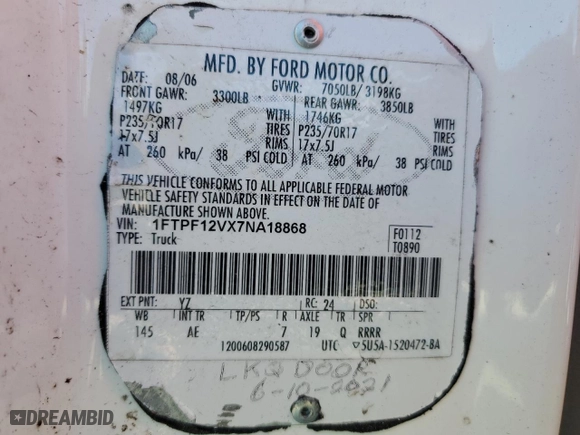 MFD. BY FORD MOTOR CO.
DATE: 08/06 GVWR: 7050LB/ 3198KG
FRONT GAWR: 3300LB REAR GAWR: 3850LB
1497KG WITH 1746KG WITH
P235/70R17 TIRES P235/70R17 TIRES
17x7.5J RIMS 17x7.5J RIMS
AT 260 kPa/ 38 PSI COLD AT 260 kPa/ 38 PSI COLD
THIS VEHICLE CONFORMS TO ALL APPLICABLE FEDERAL MOTOR
VEHICLE SAFETY STANDARDS IN EFFECT ON THE DATE OF
MANUFACTURE SHOWN ABOVE.
VIN: 1FTPF12VX7NA18868 F0112
TYPE: Truck T0890
EXT PNT: YZ RC: 24 DSO:
WB INT TR TP/PS R AXLE TR SPR
145 AE 7 19 Q RRRR
1200608290587 UTC ▽5U5A-1520472-BA
LKQ DOOR
6-10-2021
DREAMBID